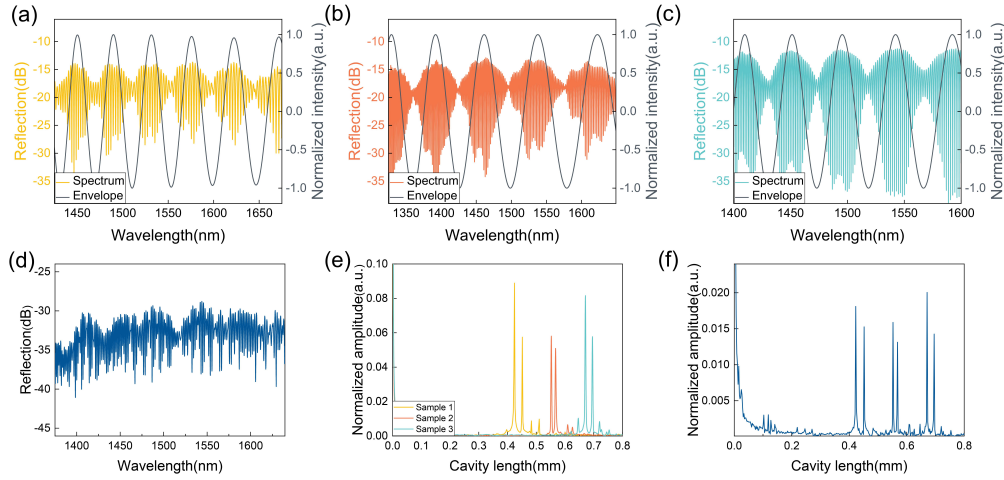 (a)
Reflection(dB)
-10
-15
-20
-25
-30
-35
1.0
0.5
0.0
-0.5
-1.0
Normalized intensity(a.u.)
Spectrum
Envelope
1450 1500 1550 1600 1650
Wavelength(nm)
(b)
Reflection(dB)
-10
-15
-20
-25
-30
-35
1.0
0.5
0.0
-0.5
-1.0
Normalized intensity(a.u.)
Spectrum
Envelope
1350 1400 1450 1500 1550 1600
Wavelength(nm)
(c)
Reflection(dB)
-10
-15
-20
-25
-30
-35
1.0
0.5
0.0
-0.5
-1.0
Normalized intensity(a.u.)
Spectrum
Envelope
1400 1450 1500 1550 1600
Wavelength(nm)
(d)
Reflection(dB)
-25
-30
-35
-40
-45
1400 1450 1500 1550 1600
Wavelength(nm)
(e)
Normalized amplitude(a.u.)
0.10
0.08
0.06
0.04
0.02
0.00
Sample 1
Sample 2
Sample 3
0.0 0.1 0.2 0.3 0.4 0.5 0.6 0.7 0.8
Cavity length(mm)
(f)
Normalized amplitude(a.u.)
0.020
0.015
0.010
0.005
0.0 0.2 0.4 0.6 0.8
Cavity length(mm)